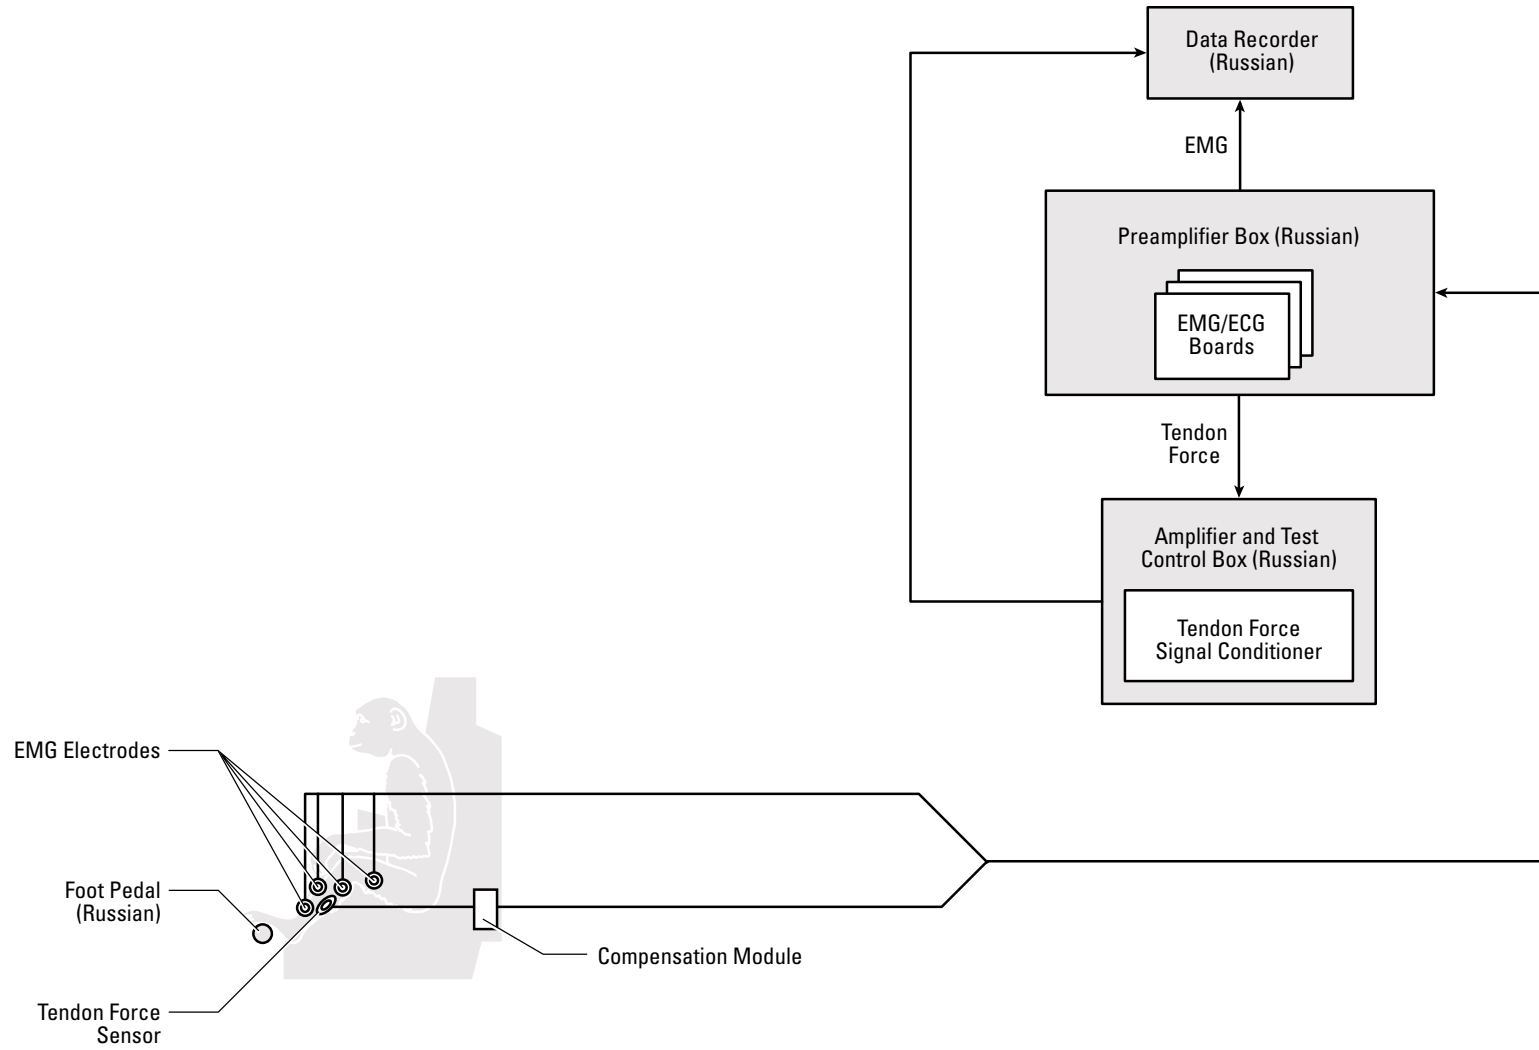 Data Recorder
(Russian)
EMG
Preamplifier Box (Russian)
EMG/ECG
Boards
Tendon
Force
Amplifier and Test
Control Box (Russian)
Tendon Force
Signal Conditioner
EMG Electrodes
Foot Pedal
(Russian)
Compensation Module
Tendon Force
Sensor